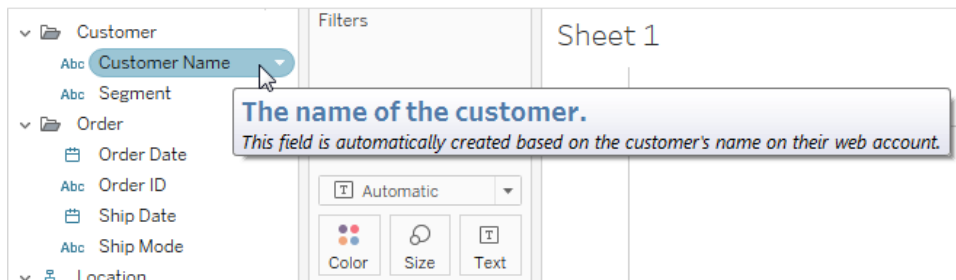 Customer
Abc Customer Name
Abc Segment
Order
Order Date
Abc Order ID
Ship Date
Abc Ship Mode
Location
Filters
T Automatic
Color Size T Text
Sheet 1
The name of the customer.
This field is automatically created based on the customer's name on their web account.